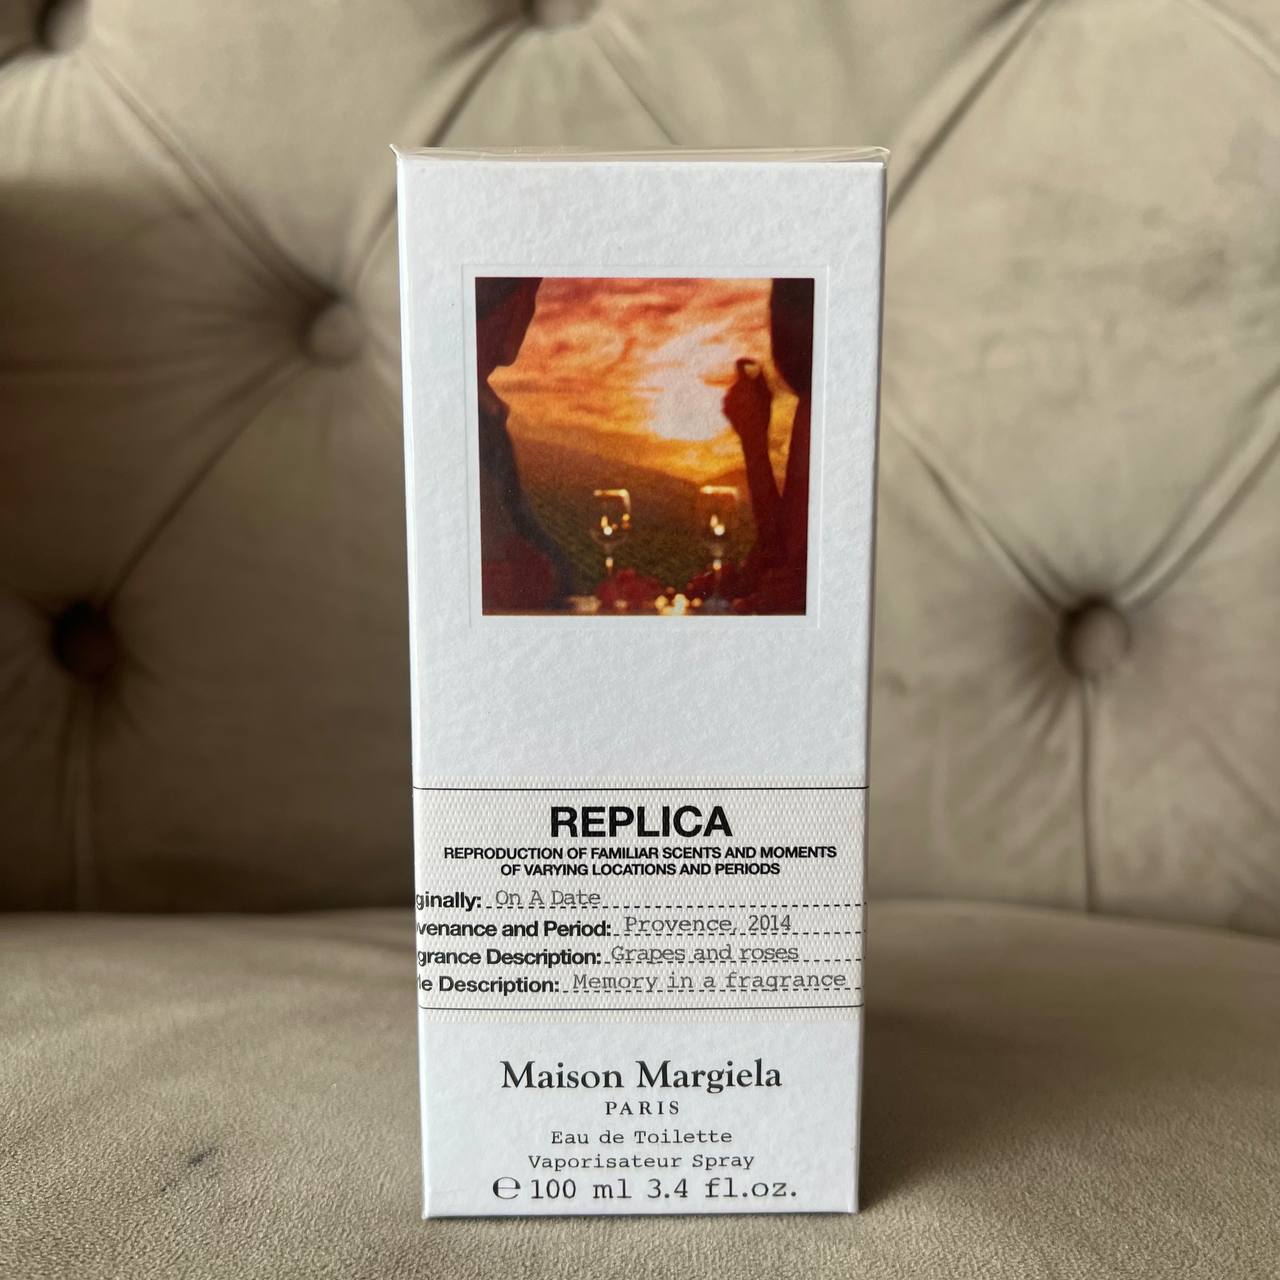 REPLICA
REPRODUCTION OF FAMILIAR SCENTS AND MOMENTS
OF VARYING LOCATIONS AND PERIODS
ginally: On A Date
venance and Period: Provence, 2014
grance Description: Grapes and roses
le Description: Memory in a fragrance
Maison Margiela
PARIS
Eau de Toilette
Vaporisateur Spray
℮ 100 ml 3.4 fl.oz.